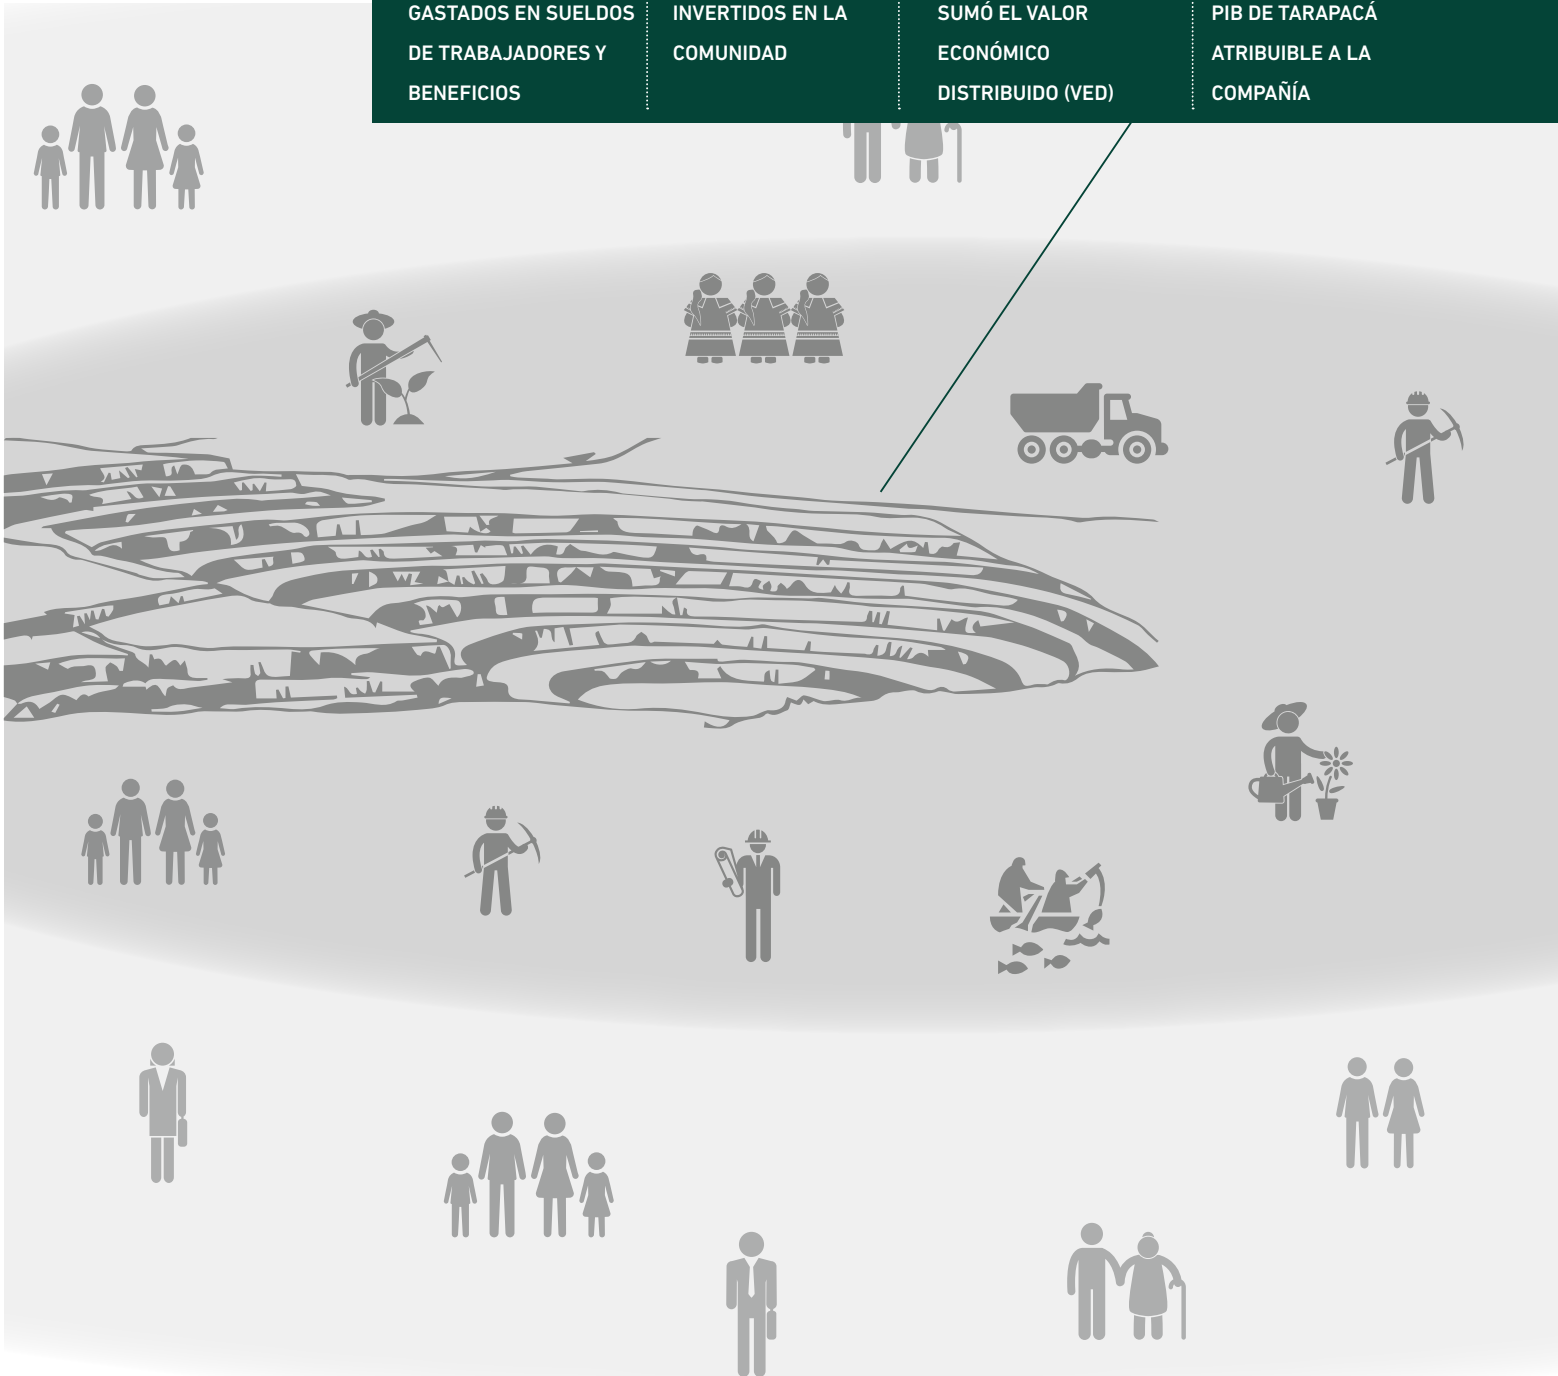 GASTADOS EN SUELDOS
DE TRABAJADORES Y
BENEFICIOS
INVERTIDOS EN LA
COMUNIDAD
SUMÓ EL VALOR
ECONÓMICO
DISTRIBUIDO (VED)
PIB DE TARAPACÁ
ATRIBUIBLE A LA
COMPAÑÍA